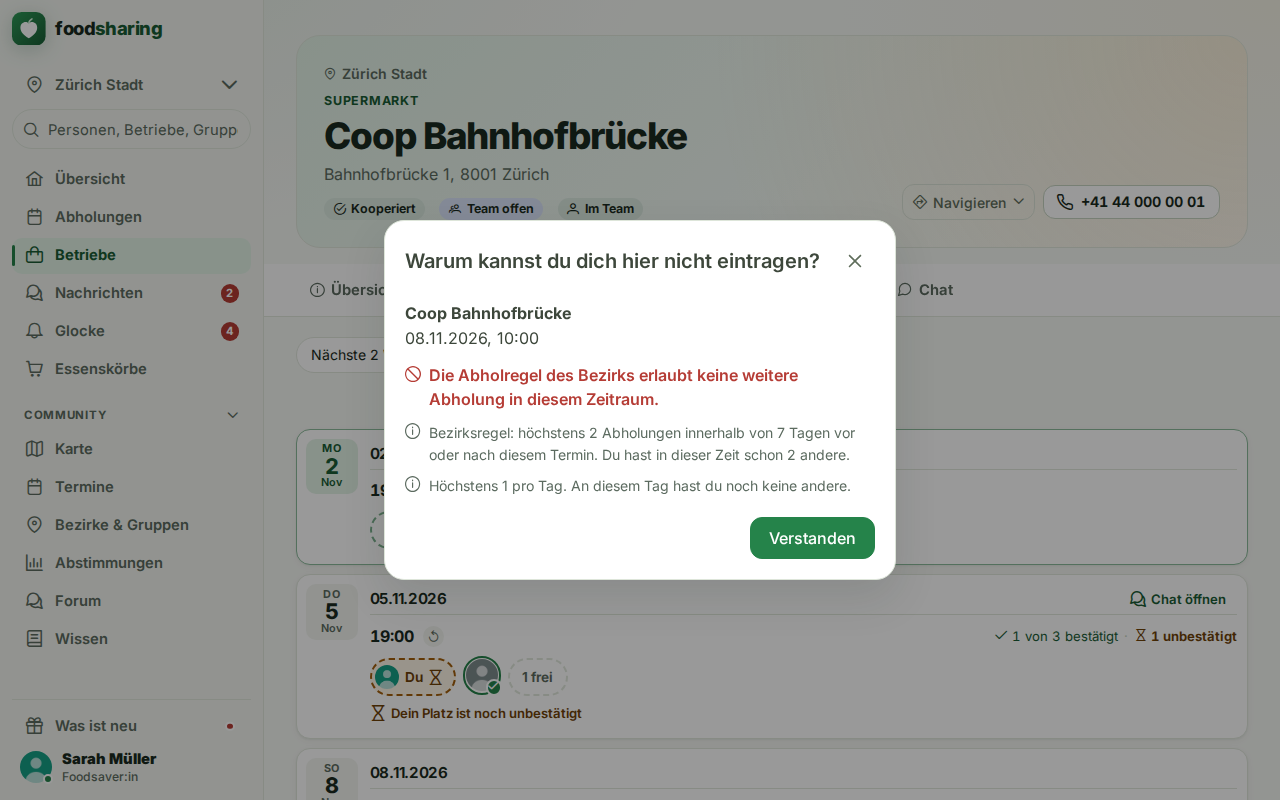 foodsharing
Zürich Stadt
Personen, Betriebe, Grupp
Übersicht
Abholungen
Betriebe
Nachrichten 2
Glocke 4
Essenskörbe
COMMUNITY
Karte
Termine
Bezirke & Gruppen
Abstimmungen
Forum
Wissen
Was ist neu
Sarah Müller
Foodsaver:in
Zürich Stadt
SUPERMARKT
Coop Bahnhofbrücke
Bahnhofbrücke 1, 8001 Zürich
Kooperiert Team offen Im Team
Navigieren +41 44 000 00 01
Chat
Nächste 2
Warum kannst du dich hier nicht eintragen?
Coop Bahnhofbrücke
08.11.2026, 10:00
Die Abholregel des Bezirks erlaubt keine weitere
Abholung in diesem Zeitraum.
Bezirksregel: höchstens 2 Abholungen innerhalb von 7 Tagen vor
oder nach diesem Termin. Du hast in dieser Zeit schon 2 andere.
Höchstens 1 pro Tag. An diesem Tag hast du noch keine andere.
Verstanden
MO
2
Nov
DO
5
Nov
05.11.2026 Chat öffnen
19:00 1 von 3 bestätigt · 1 unbestätigt
Du 1 frei
Dein Platz ist noch unbestätigt
SO
8
08.11.2026